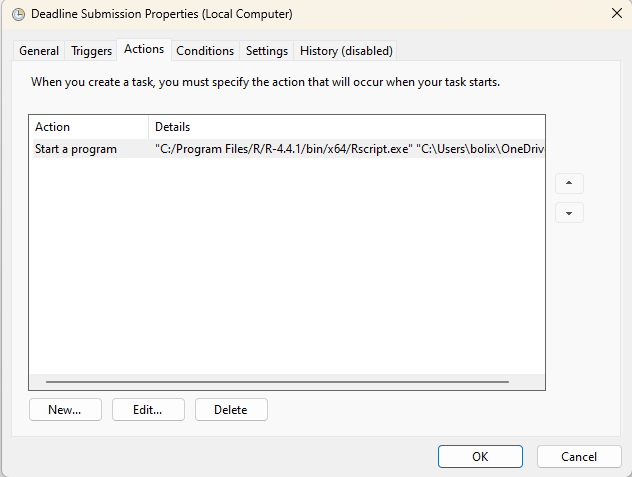 Deadline Submission Properties (Local Computer)
General Triggers Actions Conditions Settings History (disabled)
When you create a task, you must specify the action that will occur when your task starts.
Action Details
Start a program "C:/Program Files/R/R-4.4.1/bin/x64/Rscript.exe" "C:\Users\bolix\OneDrive
New... Edit... Delete
OK Cancel